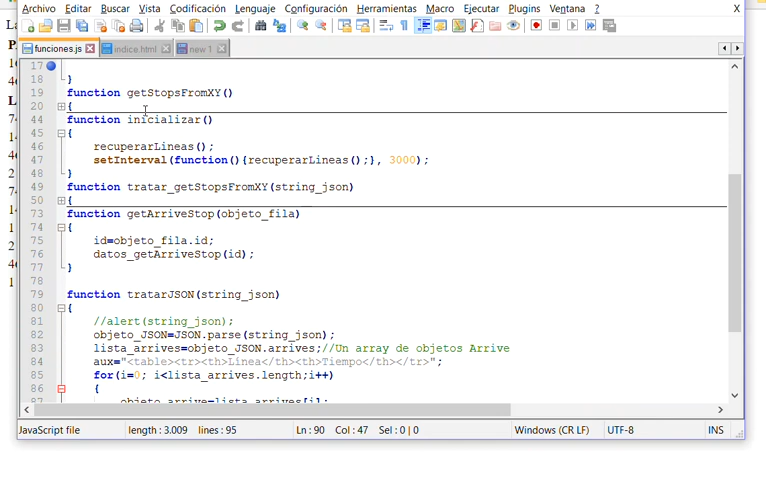 Archivo Editar Buscar Vista Codificación Lenguaje Configuración Herramientas Macro Ejecutar Plugins Ventana ? X
funciones.js indice.html new 1
17
18 }
19 function getStopsFromXY()
20 {
44 function inicializar()
45 {
46 recuperarLineas();
47 setInterval(function(){recuperarLineas();}, 3000);
48 }
49 function tratar_getStopsFromXY(string_json)
50 {
73 function getArriveStop(objeto_fila)
74 {
75 id=objeto_fila.id;
76 datos_getArriveStop(id);
77 }
78
79 function tratarJSON(string_json)
80 {
81 //alert(string_json);
82 objeto_JSON=JSON.parse(string_json);
83 lista_arrives=objeto_JSON.arrives;//Un array de objetos Arrive
84 aux="<table><tr><th>Linea</th><th>Tiempo</th></tr>";
85 for(i=0; i<lista_arrives.length;i++)
86 {
87 objeto_arrive=lista_arrives[i];
JavaScript file length : 3.009 lines : 95 Ln : 90 Col : 47 Sel : 0 | 0 Windows (CR LF) UTF-8 INS